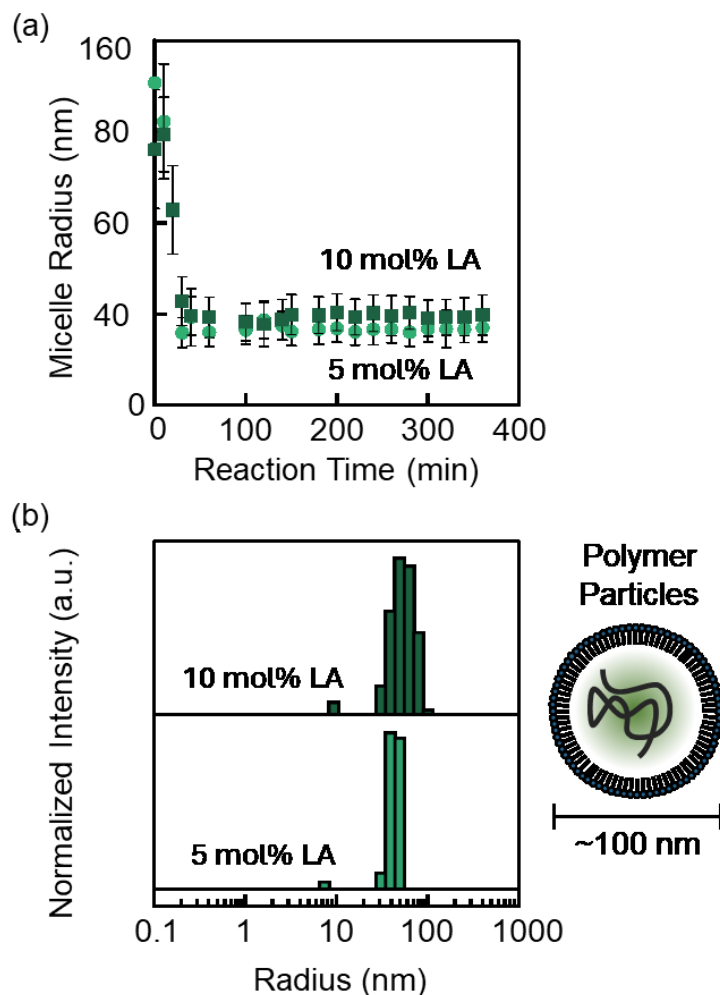 (a)
160
80
60
40
0
Micelle Radius (nm)
10 mol% LA
5 mol% LA
0
100
200
300
400
Reaction Time (min)
(b)
Normalized Intensity (a.u.)
10 mol% LA
5 mol% LA
0.1
1
10
100
1000
Radius (nm)
Polymer
Particles
~100 nm